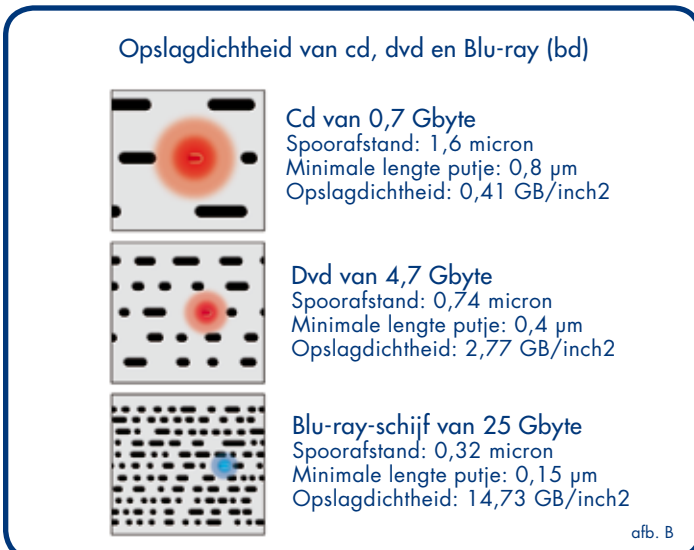 Opslagdichtheid van cd, dvd en Blu-ray (bd)
Cd van 0,7 Gbyte
Spoorafstand: 1,6 micron
Minimale lengte putje: 0,8 µm
Opslagdichtheid: 0,41 GB/inch2
Dvd van 4,7 Gbyte
Spoorafstand: 0,74 micron
Minimale lengte putje: 0,4 µm
Opslagdichtheid: 2,77 GB/inch2
Blu-ray-schijf van 25 Gbyte
Spoorafstand: 0,32 micron
Minimale lengte putje: 0,15 µm
Opslagdichtheid: 14,73 GB/inch2
afb. B